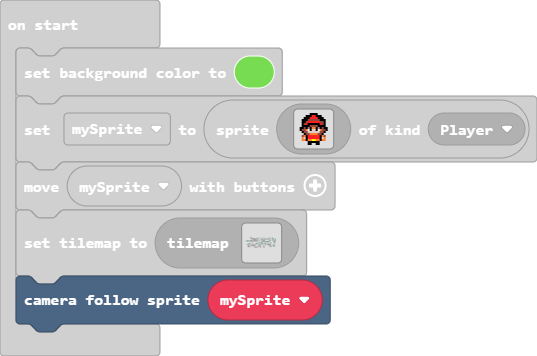 on start
set background color to
set mySprite to sprite of kind Player
move mySprite with buttons
set tilemap to tilemap
camera follow sprite mySprite